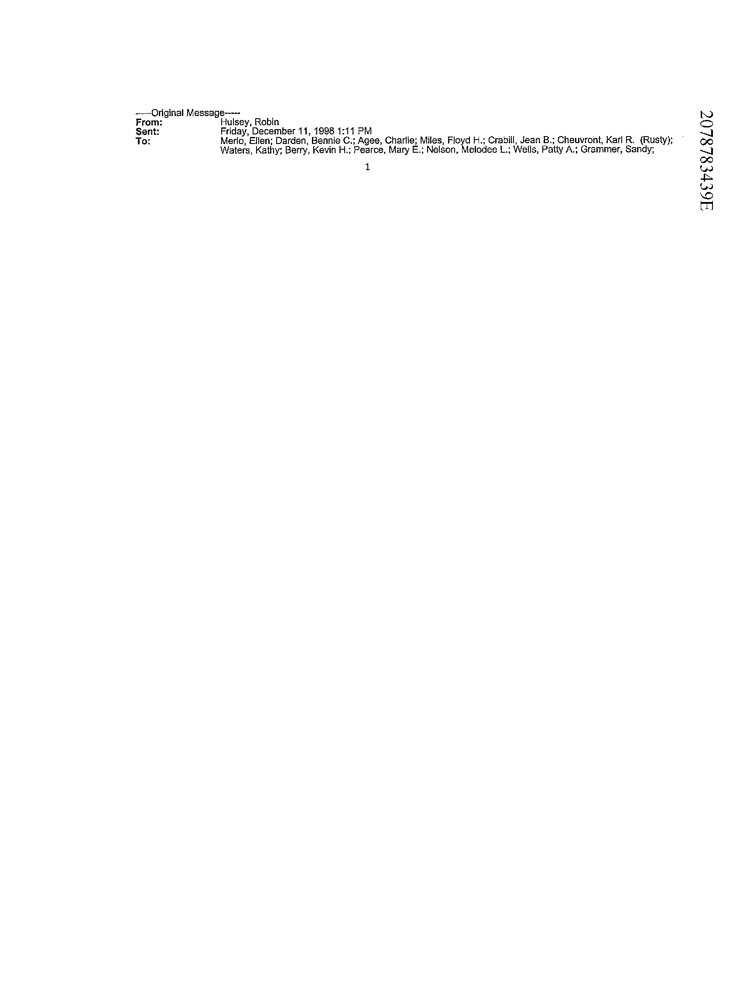 -----Original Message-----
From: Hulsey, Robin
Sent: Friday, December 11, 1998 1:11 PM
To: Merlo, Ellen; Darden, Bennie C.; Agee, Charlie; Miles, Floyd H.; Crabill, Jean B.; Cheuvront, Karl R. (Rusty);
Waters, Kathy; Berry, Kevin H.; Pearce, Mary E.; Nelson, Melodee L.; Wells, Patty A.; Grammer, Sandy;
1
2078783439E